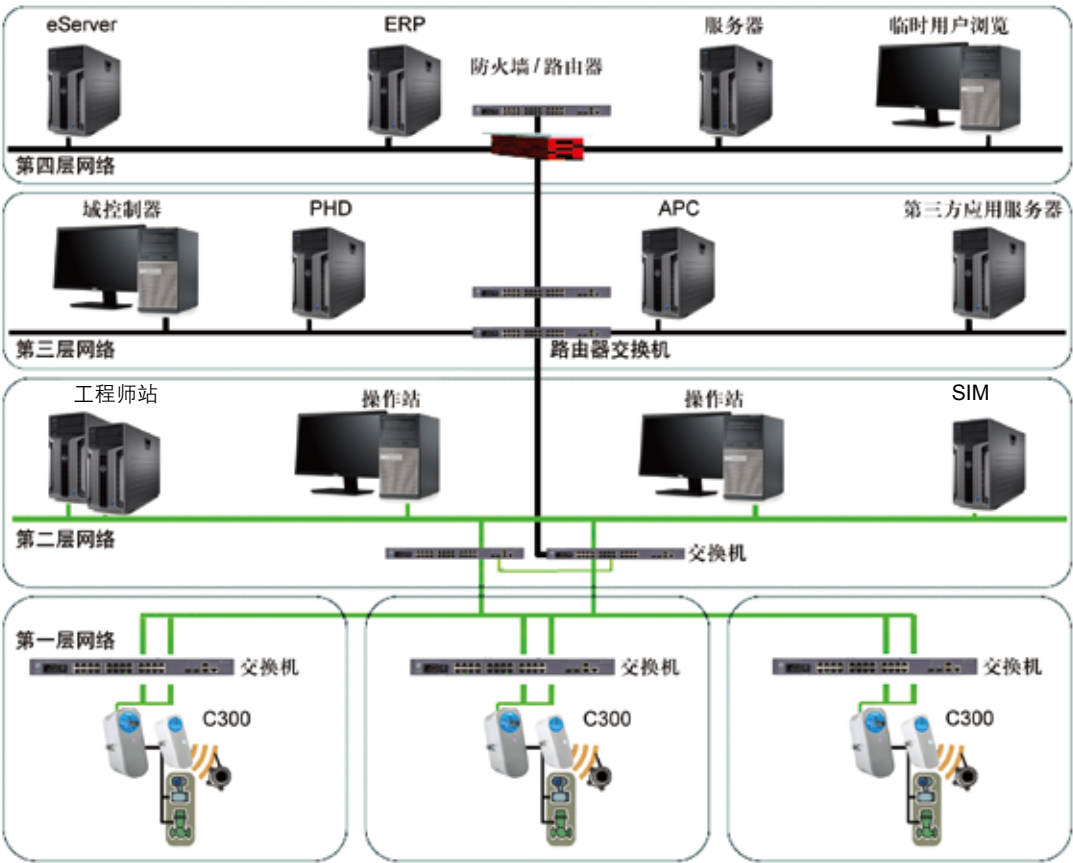 eServer
ERP
服务器
临时用户浏览
防火墙/路由器
第四层网络
域控制器
PHD
APC
第三方应用服务器
第三层网络
路由器交换机
工程师站
操作站
操作站
SIM
第二层网络
交换机
第一层网络
交换机
交换机
交换机
C300
C300
C300